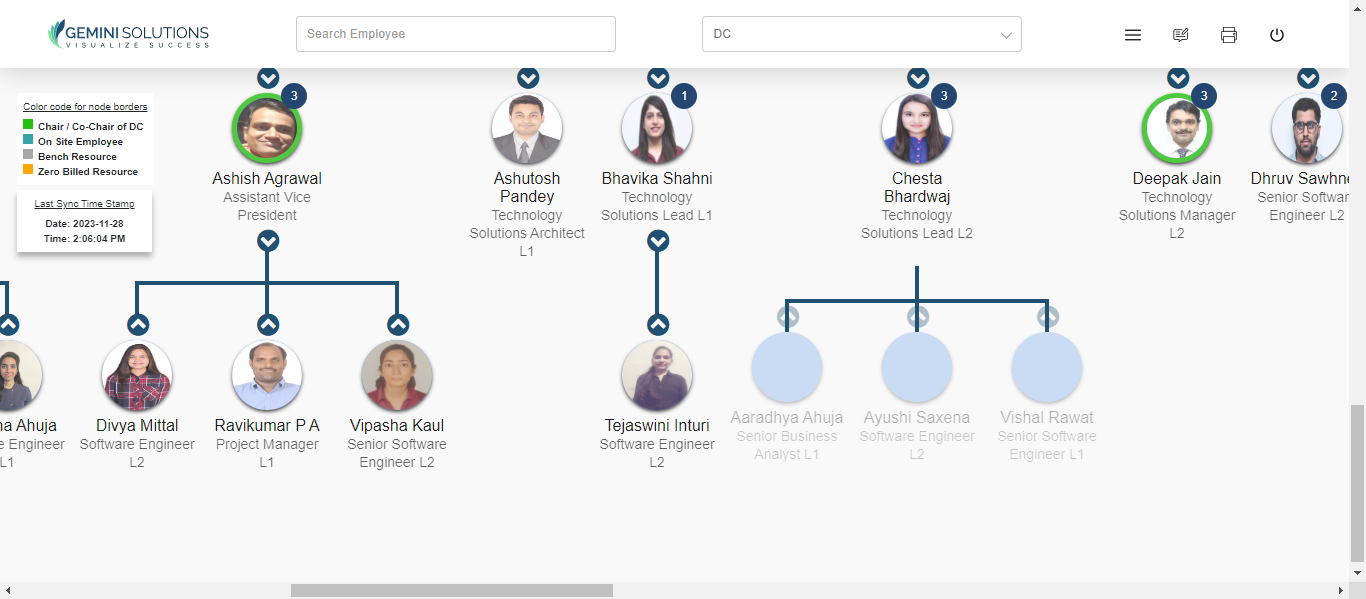 GEMINI SOLUTIONS
VISUALIZE SUCCESS
Search Employee
DC
Color code for node borders
Chair / Co-Chair of DC
On Site Employee
Bench Resource
Zero Billed Resource
Last Sync Time Stamp
Date: 2023-11-28
Time: 2:06:04 PM
3
Ashish Agrawal
Assistant Vice
President
Ashutosh
Pandey
Technology
Solutions Architect
L1
1
Bhavika Shahni
Technology
Solutions Lead L1
3
Chesta
Bhardwaj
Technology
Solutions Lead L2
3
Deepak Jain
Technology
Solutions Manager
L2
2
Dhruv Sawhne
Senior Softwar
Engineer L2
na Ahuja
e Engineer
L1
Divya Mittal
Software Engineer
L2
Ravikumar P A
Project Manager
L1
Vipasha Kaul
Senior Software
Engineer L2
Tejaswini Inturi
Software Engineer
L2
Aaradhya Ahuja
Senior Business
Analyst L1
Ayushi Saxena
Software Engineer
L2
Vishal Rawat
Senior Software
Engineer L1